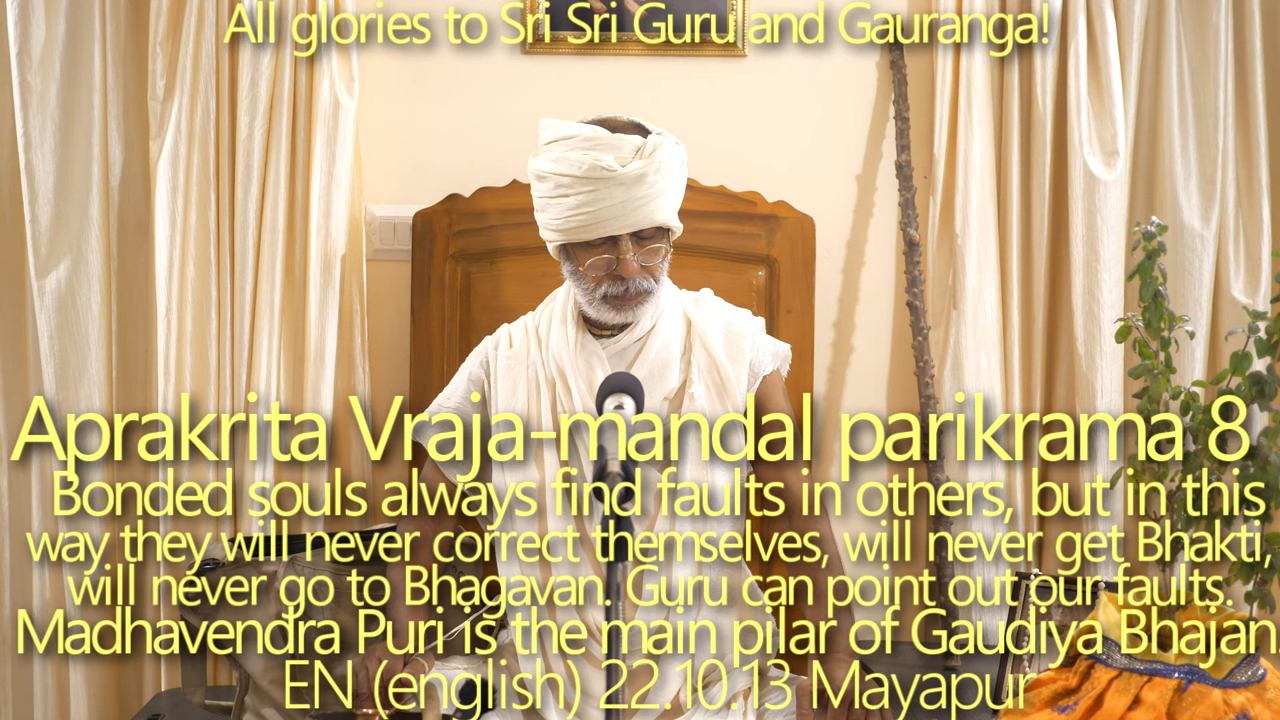 All glories to Sri Sri Guru and Gauranga!
Aprakrita Vraja-mandal parikrama 8
Bonded souls always find faults in others, but in this
way they will never correct themselves, will never get Bhakti,
will never go to Bhagavan. Guru can point out our faults.
Madhavendra Puri is the main pilar of Gaudiya Bhajan.
EN (english) 22.10.13 Mayapur